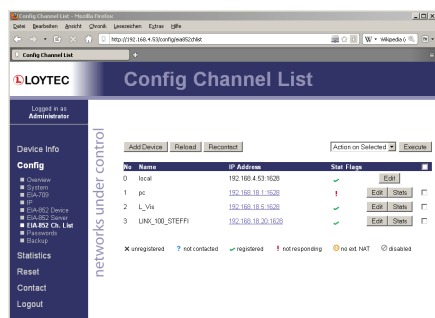 Config Channel List - Mozilla Firefox
Datei Bearbeiten Ansicht Chronik Lesezeichen Extras Hilfe
http://192.168.4.53/config/eia852chlist
Wikipedia
Config Channel List
LOYTEC
Config Channel List
Logged in as
Administrator
Device Info
Config
Overview
System
EIA-709
IP
EIA-852 Device
EIA-852 Server
EIA-852 Ch. List
Passwords
Backup
Statistics
Reset
Contact
Logout
networks under control
Add Device Reload Recontact Action on Selected Execute
No Name IP Address Stat Flags
0 local 192.168.4.53:1628 Edit
1 pc 192.168.18.1:1628 ! Edit Stats
2 L_Vis 192.168.18.5:1628 Edit Stats
3 LINX_100_STEFFI 192.168.18.20:1628 Edit Stats
unregistered ? not contacted registered ! not responding no ext. NAT disabled